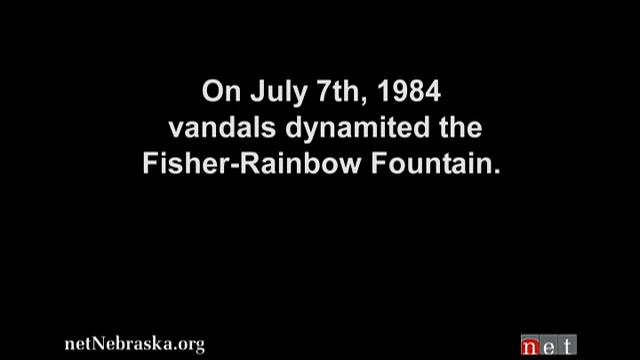 On July 7th, 1984
vandals dynamited the
Fisher-Rainbow Fountain.
netNebraska.org
net